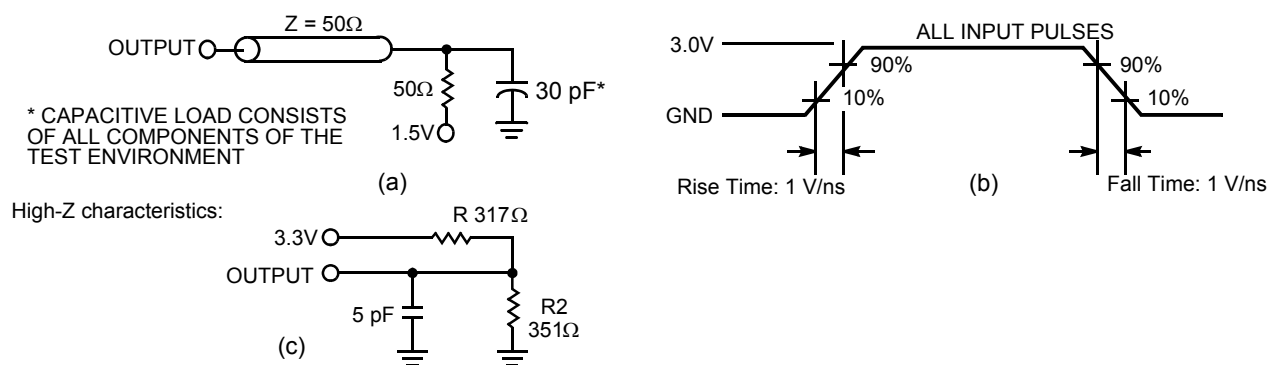 Z = 50Ω
OUTPUT
50Ω
30 pF*
1.5V
* CAPACITIVE LOAD CONSISTS
OF ALL COMPONENTS OF THE
TEST ENVIRONMENT
(a)
3.0V
ALL INPUT PULSES
90%
90%
10%
10%
GND
Rise Time: 1 V/ns
(b)
Fall Time: 1 V/ns
High-Z characteristics:
R 317Ω
3.3V
OUTPUT
5 pF
R2
351Ω
(c)